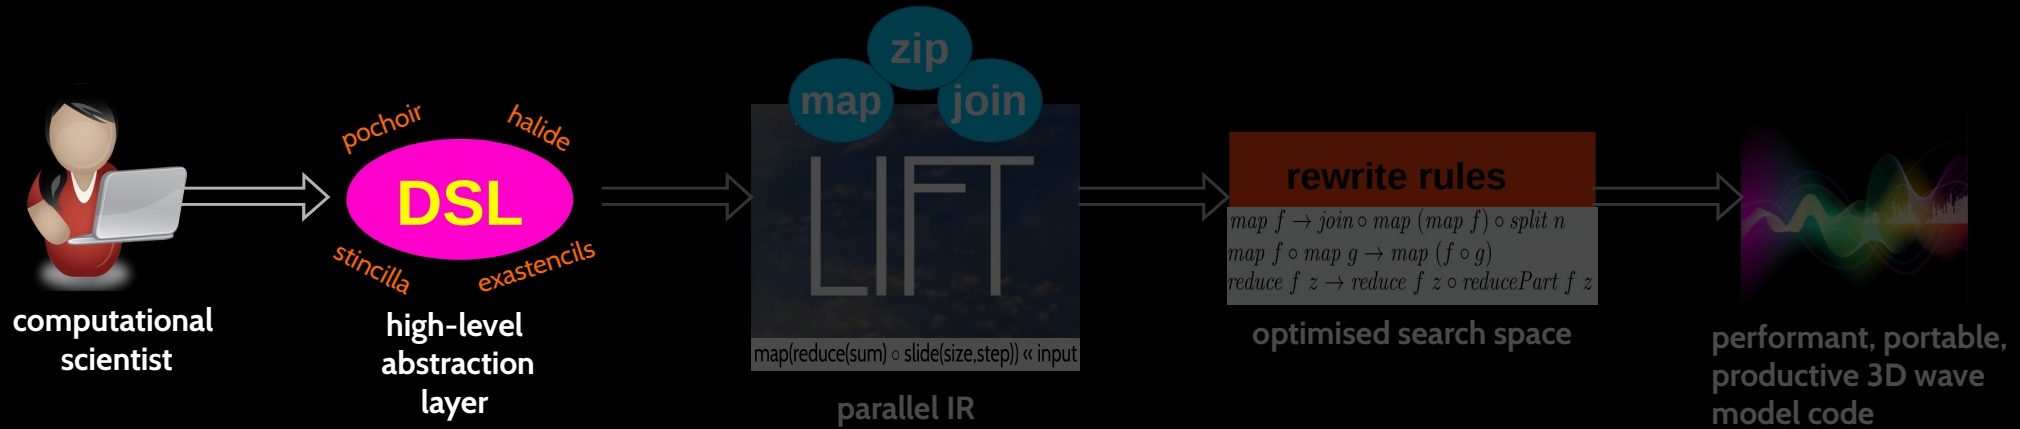 computational
scientist
pochoir
halide
DSL
stincilla
exastencils
high-level
abstraction
layer
zip
map
join
LIFT
map(reduce(sum) ○ slide(size,step)) « input
parallel IR
rewrite rules
map f → join ∘ map (map f) ∘ split n
map f ∘ map g → map (f ∘ g)
reduce f z → reduce f z ∘ reducePart f z
optimised search space
performant, portable,
productive 3D wave
model code